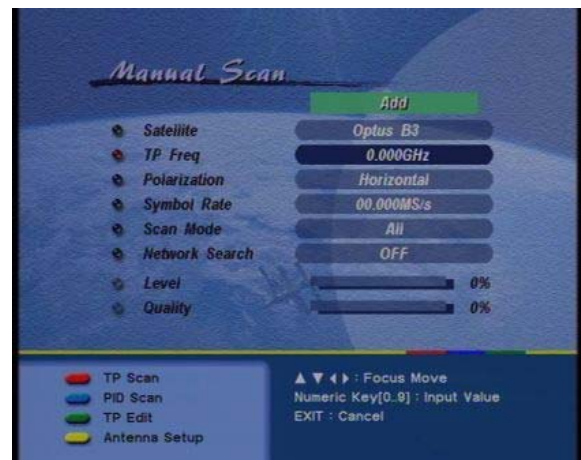 Manual Scan
Add
Satellite Optus B3
TP Freq 0.000GHz
Polarization Horizontal
Symbol Rate 00.000MS/s
Scan Mode All
Network Search OFF
Level 0%
Quality 0%
TP Scan
PID Scan
TP Edit
Antenna Setup
▲ ▼ ◀ ▶ : Focus Move
Numeric Key[0..9] : Input Value
EXIT : Cancel